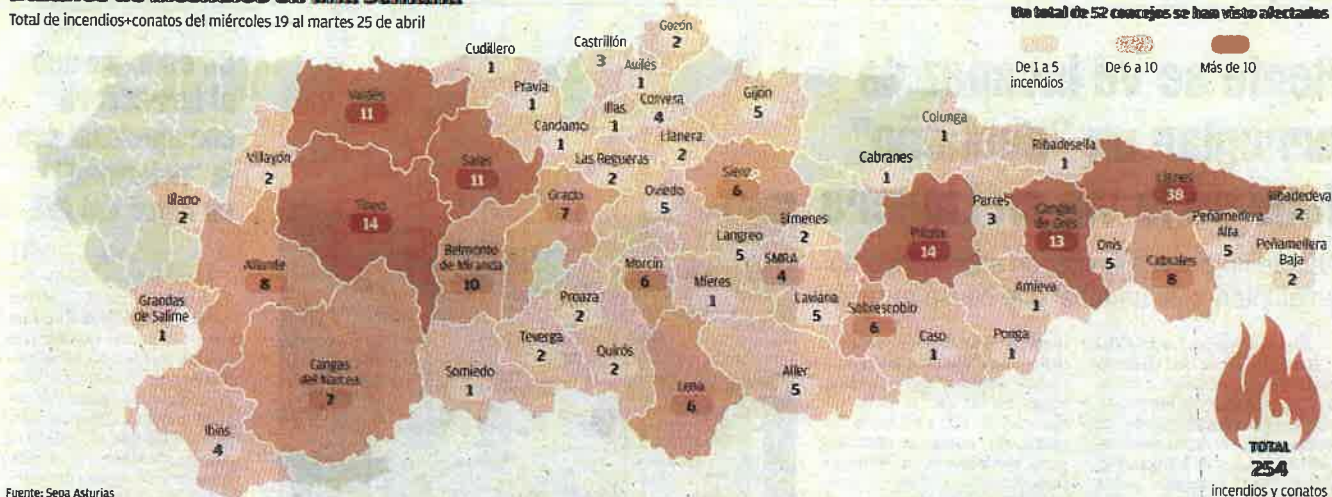 Balance de incendios en una semana
Total de incendios+conatos del miércoles 19 al martes 25 de abril
Un total de 52 concejos se han visto afectados
De 1 a 5
incendios
De 6 a 10
Más de 10
Gozón
2
Cudillero
1
Castrillón
3
Avilés
1
Valdés
11
Pravia
1
Illas
1
Corvera
4
Gijón
5
Candamo
1
Llanera
2
Colunga
1
Ribadesella
1
Villayón
2
Salas
11
Las Regueras
2
Cabranes
1
Siero
6
Llanes
38
Illano
2
Tineo
14
Grado
7
Oviedo
5
Bimenes
2
Parres
3
Cangas
de Onís
13
Ribadedeva
2
Peñamellera
Alta
5
Piloña
14
Langreo
5
Onís
5
Peñamellera
Baja
2
Allande
8
Belmonte
de Miranda
10
Morcín
6
Mieres
1
SMRA
4
Cabrales
8
Grandas
de Salime
1
Proaza
2
Laviana
5
Sobrescobio
6
Amieva
1
Teverga
2
Quirós
2
Caso
1
Ponga
1
Cangas
del Narcea
7
Somiedo
1
Lena
6
Aller
5
Ibias
4
TOTAL
254
incendios y conatos
Fuente: Sepa Asturias